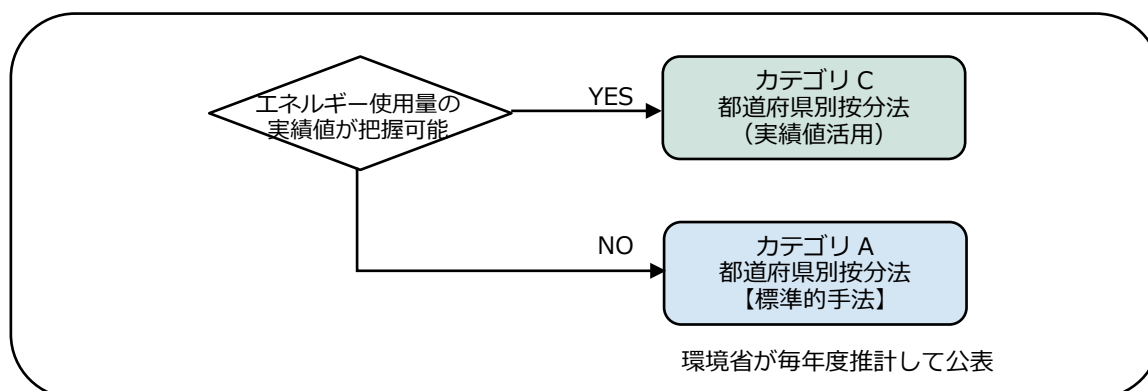 エネルギー使用量の
実績値が把握可能
YES
カテゴリ C
都道府県別按分法
（実績値活用）
NO
カテゴリ A
都道府県別按分法
【標準的手法】
環境省が毎年度推計して公表